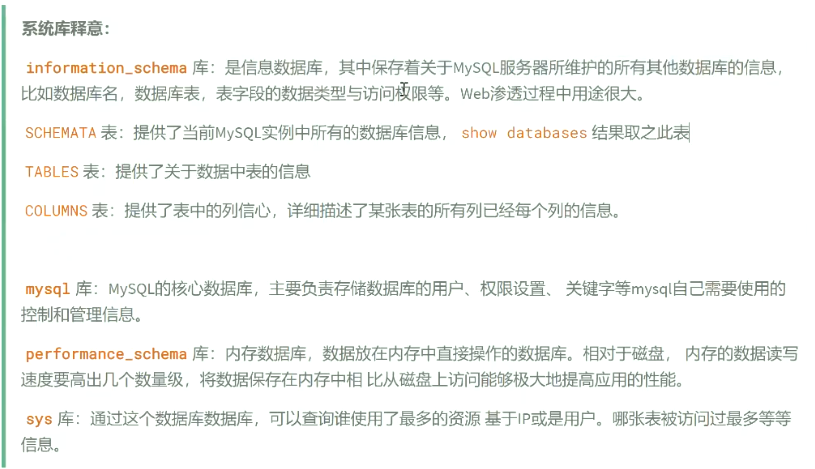 系统库释意：
information_schema 库：是信息数据库，其中保存着关于MySQL服务器所维护的所有其他数据库的信息，
比如数据库名，数据库表，表字段的数据类型与访问权限等。Web渗透过程中用途很大。
SCHEMATA 表：提供了当前MySQL实例中所有的数据库信息， show databases 结果取之此表
TABLES 表：提供了关于数据中表的信息
COLUMNS 表：提供了表中的列信心，详细描述了某张表的所有列已经每个列的信息。
mysql 库：MySQL的核心数据库，主要负责存储数据库的用户、权限设置、 关键字等mysql自己需要使用的
控制和管理信息。
performance_schema 库：内存数据库，数据放在内存中直接操作的数据库。相对于磁盘， 内存的数据读写
速度要高出几个数量级，将数据保存在内存中相 比从磁盘上访问能够极大地提高应用的性能。
sys 库：通过这个数据库数据库，可以查询谁使用了最多的资源 基于IP或是用户。哪张表被访问过最多等等
信息。